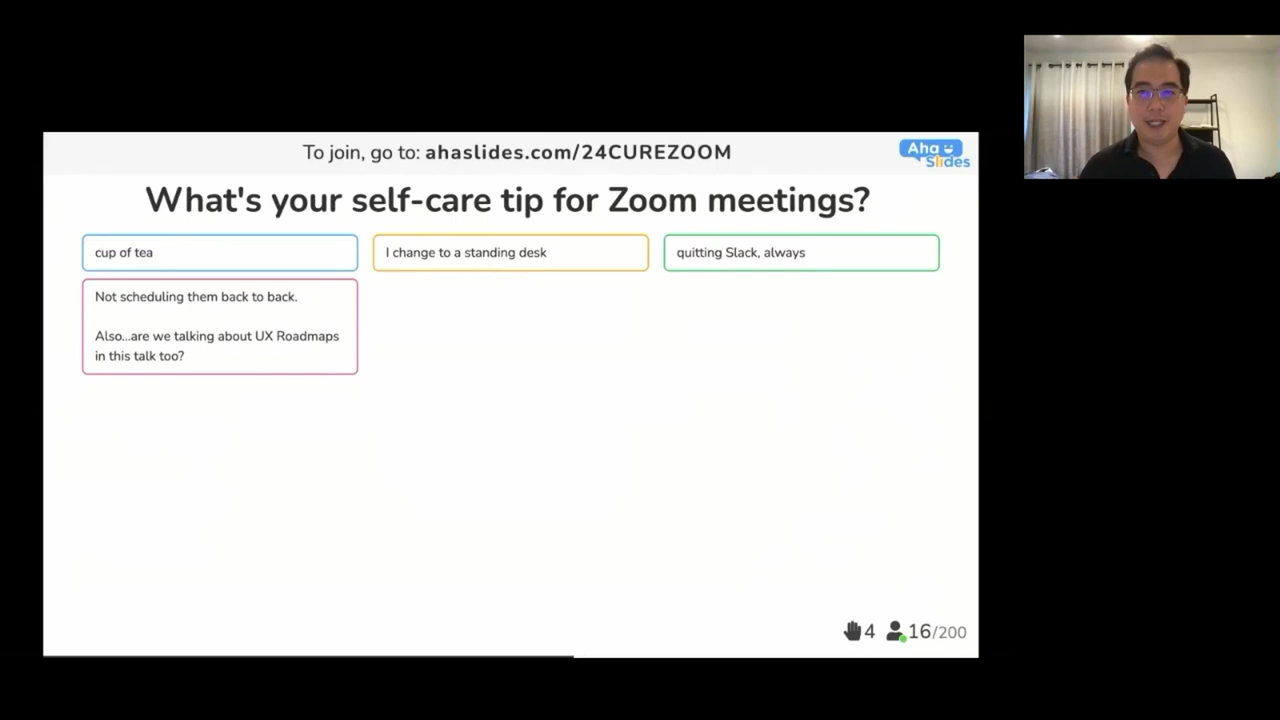 To join, go to: ahaslides.com/24CUREZOOM
Aha
Slides
What's your self-care tip for Zoom meetings?
cup of tea
I change to a standing desk
quitting Slack, always
Not scheduling them back to back.
Also...are we talking about UX Roadmaps
in this talk too?
4
16/200